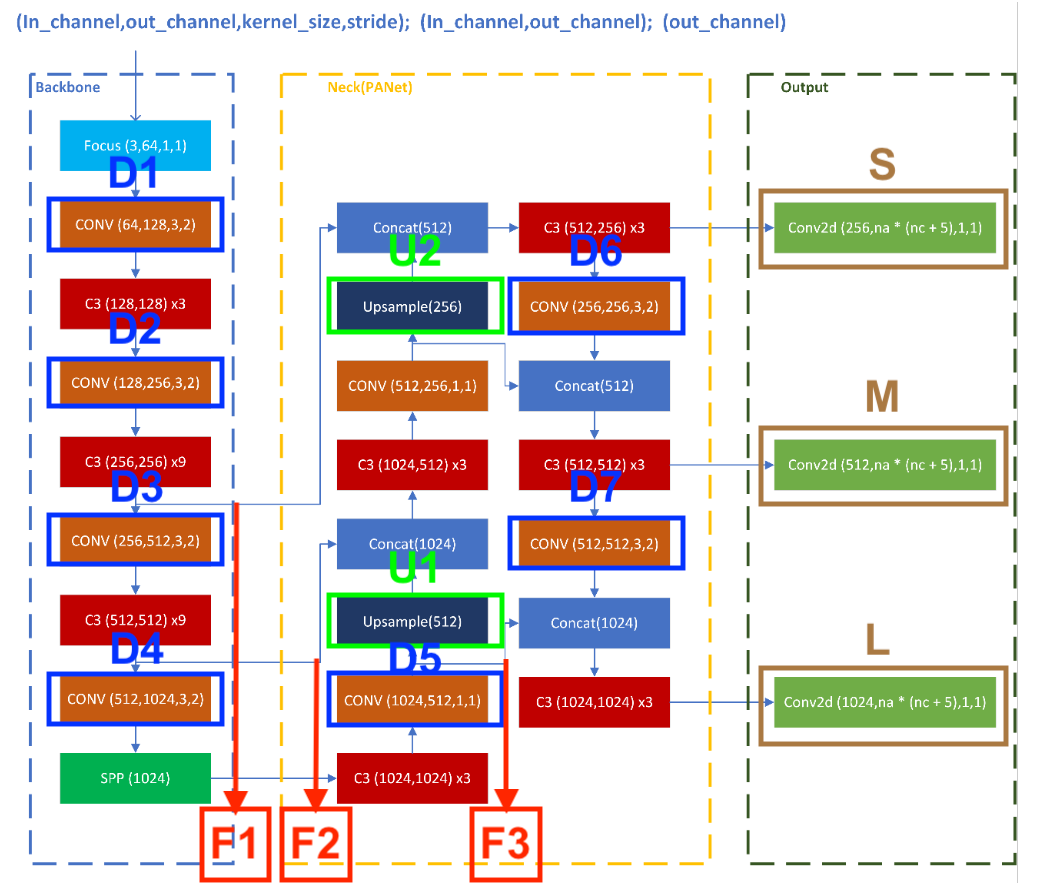 (In_channel,out_channel,kernel_size,stride); (In_channel,out_channel); (out_channel)
Backbone
Focus (3,64,1,1)
D1
CONV (64,128,3,2)
C3 (128,128) x3
D2
CONV (128,256,3,2)
C3 (256,256) x9
D3
CONV (256,512,3,2)
C3 (512,512) x9
D4
CONV (512,1024,3,2)
SPP (1024)
F1
Neck(PANet)
Concat(512)
U2
Upsample(256)
CONV (512,256,1,1)
C3 (1024,512) x3
Concat(1024)
U1
Upsample(512)
D5
CONV (1024,512,1,1)
C3 (1024,1024) x3
F2
F3
C3 (512,256) x3
D6
CONV (256,256,3,2)
Concat(512)
C3 (512,512) x3
D7
CONV (512,512,3,2)
Concat(1024)
C3 (1024,1024) x3
Output
S
Conv2d (256,na * (nc + 5),1,1)
M
Conv2d (512,na * (nc + 5),1,1)
L
Conv2d (1024,na * (nc + 5),1,1)